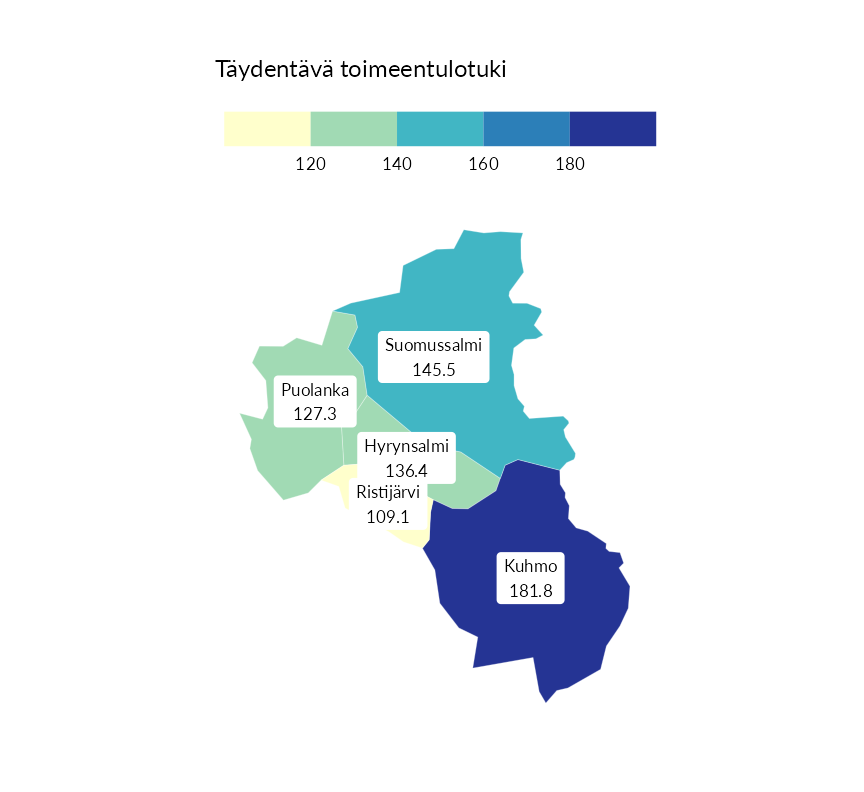 Täydentävä toimeentulotuki
120 140 160 180
Suomussalmi
145.5
Puolanka
127.3
Hyrynsalmi
136.4
Ristijärvi
109.1
Kuhmo
181.8